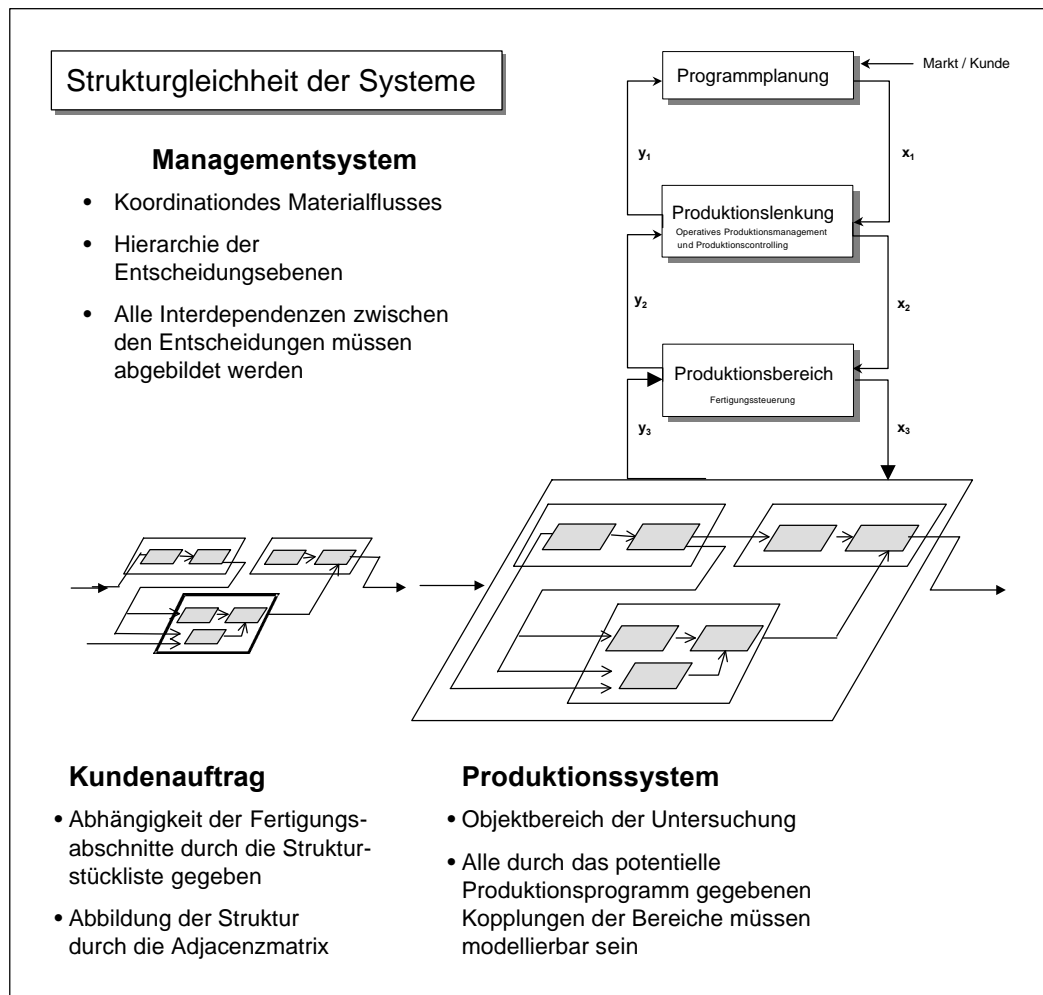 Strukturgleichheit der Systeme
Managementsystem
• Koordinationdes Materialflusses
• Hierarchie der
Entscheidungsebenen
• Alle Interdependenzen zwischen
den Entscheidungen müssen
abgebildet werden
Programmplanung
Markt / Kunde
y₁
x₁
Produktionslenkung
Operatives Produktionsmanagement
und Produktionscontrolling
y₂
x₂
Produktionsbereich
Fertigungssteuerung
y₃
x₃
Kundenauftrag
• Abhängigkeit der Fertigungs-
abschnitte durch die Struktur-
stückliste gegeben
• Abbildung der Struktur
durch die Adjacenzmatrix
Produktionssystem
• Objektbereich der Untersuchung
• Alle durch das potentielle
Produktionsprogramm gegebenen
Kopplungen der Bereiche müssen
modellierbar sein